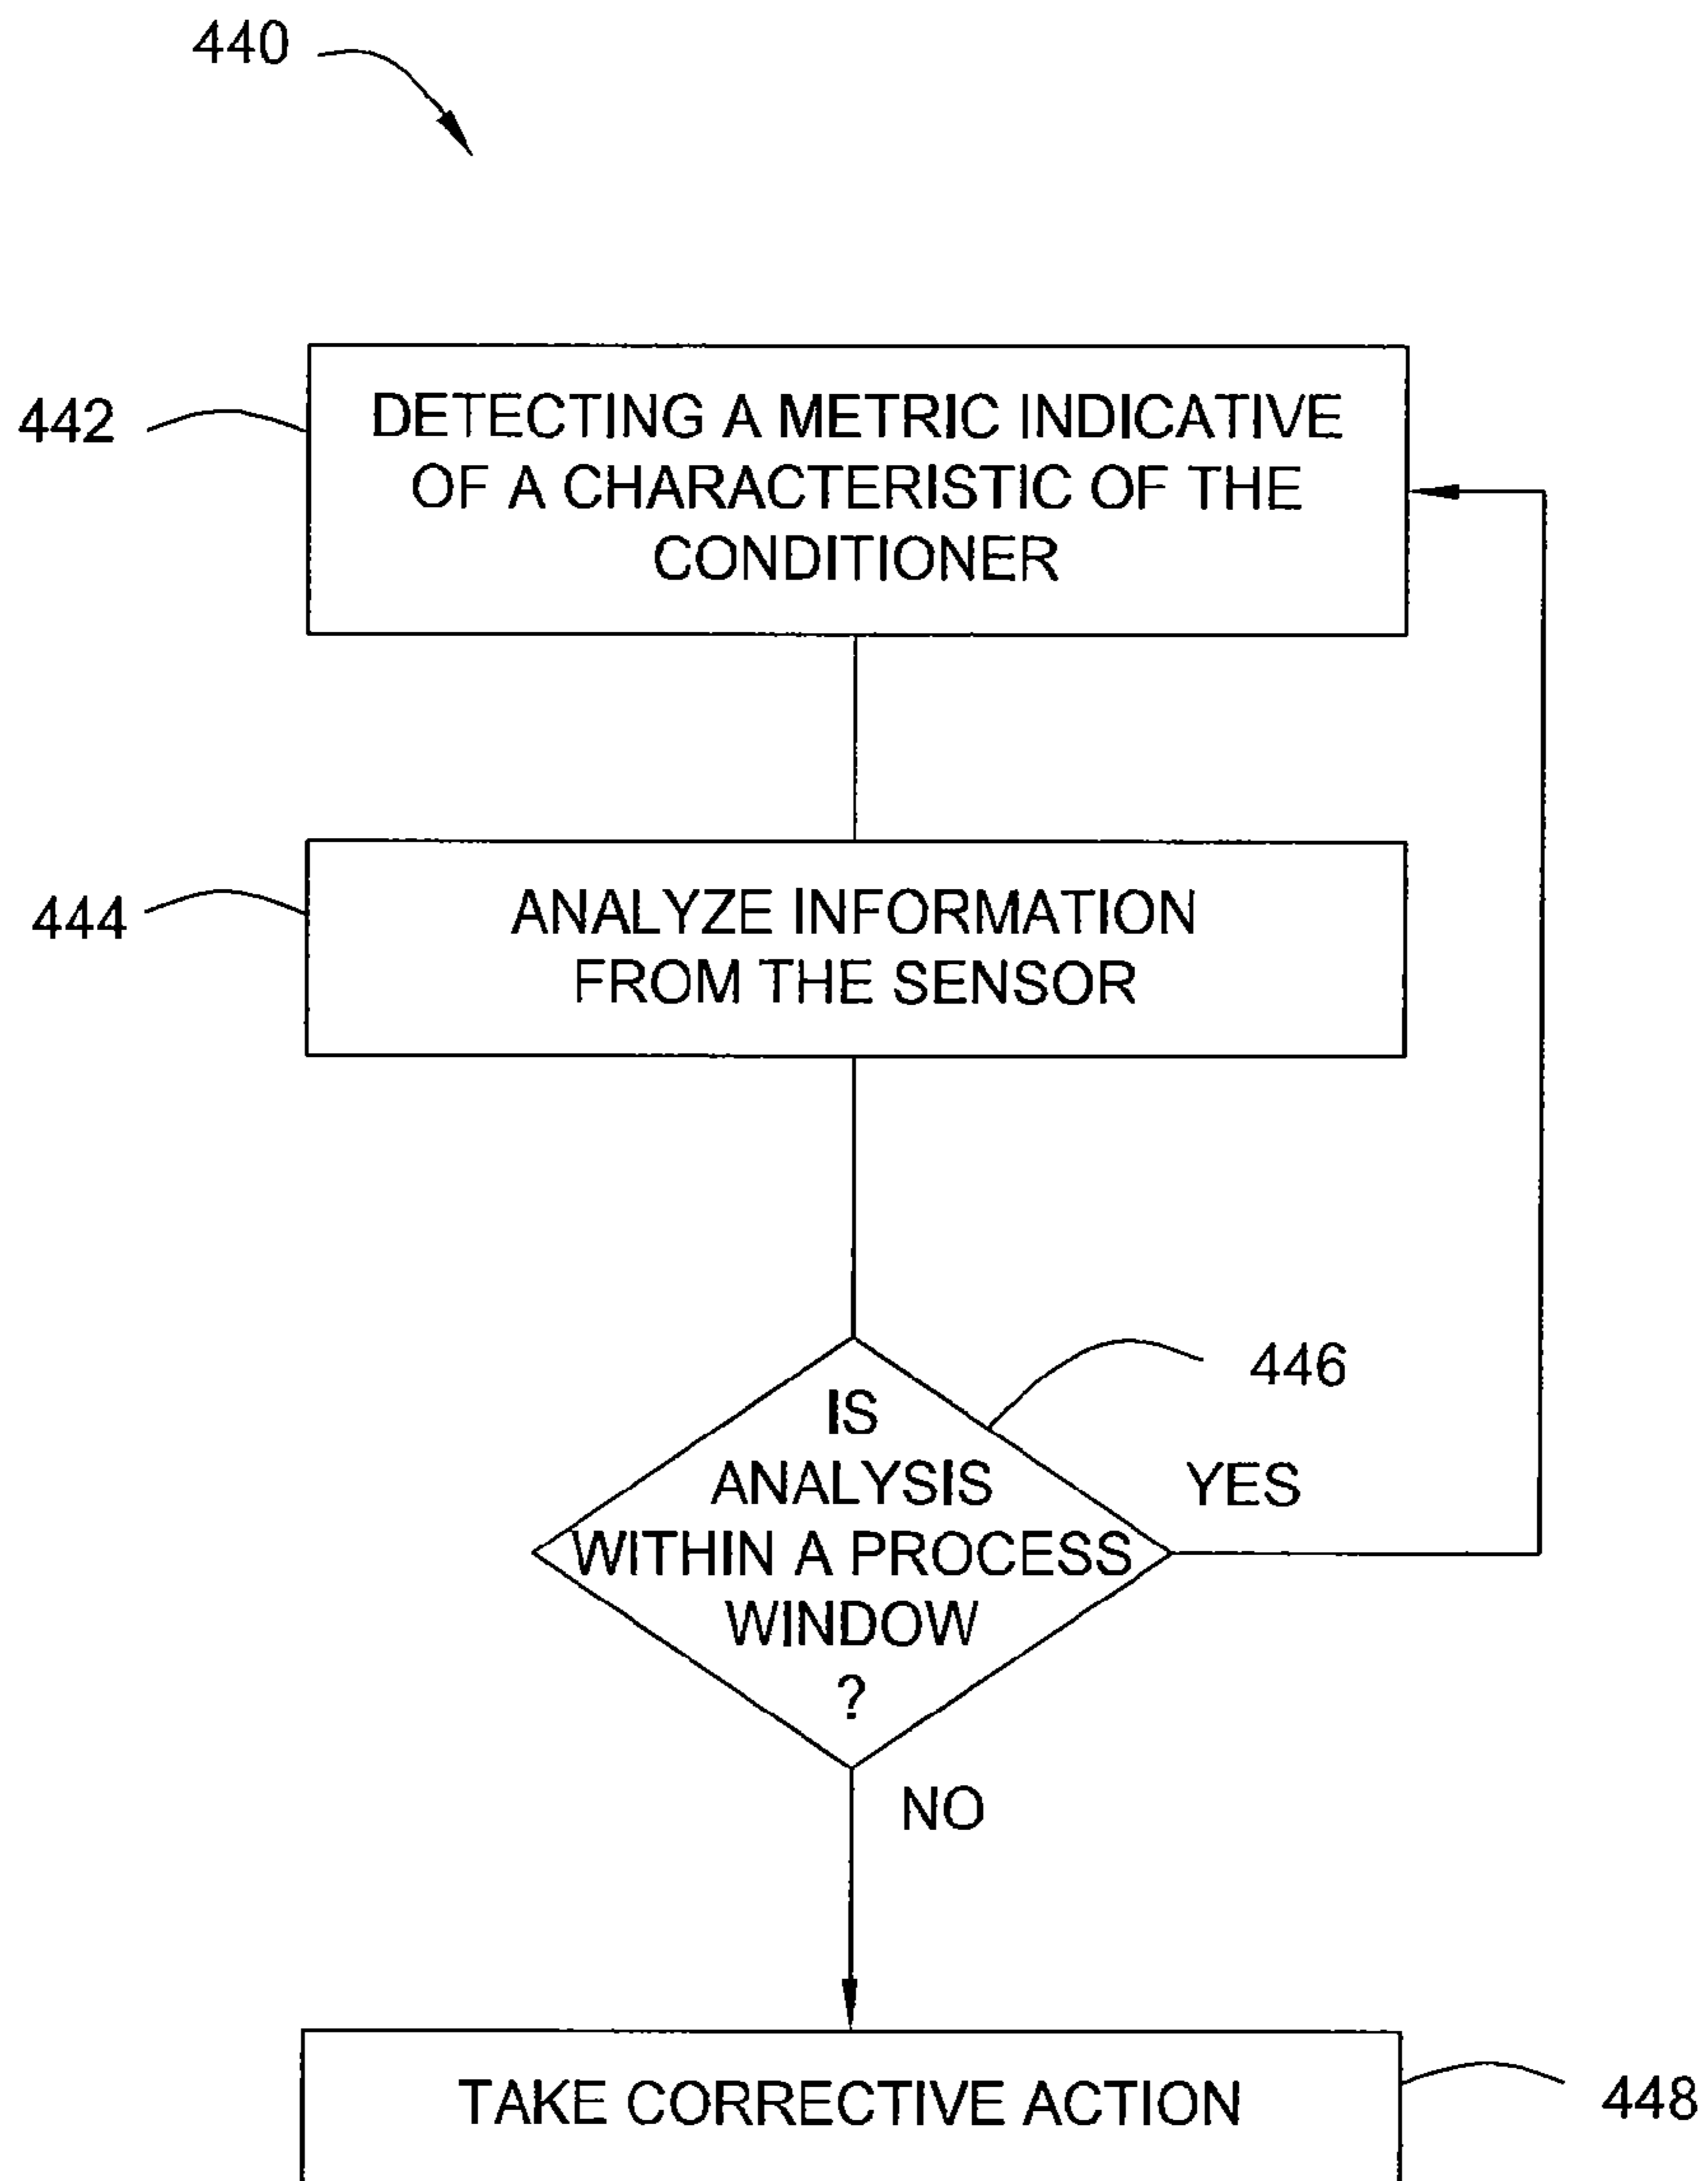 440
442
DETECTING A METRIC INDICATIVE
OF A CHARACTERISTIC OF THE
CONDITIONER
444
ANALYZE INFORMATION
FROM THE SENSOR
446
IS
ANALYSIS
WITHIN A PROCESS
WINDOW
?
YES
NO
TAKE CORRECTIVE ACTION
448